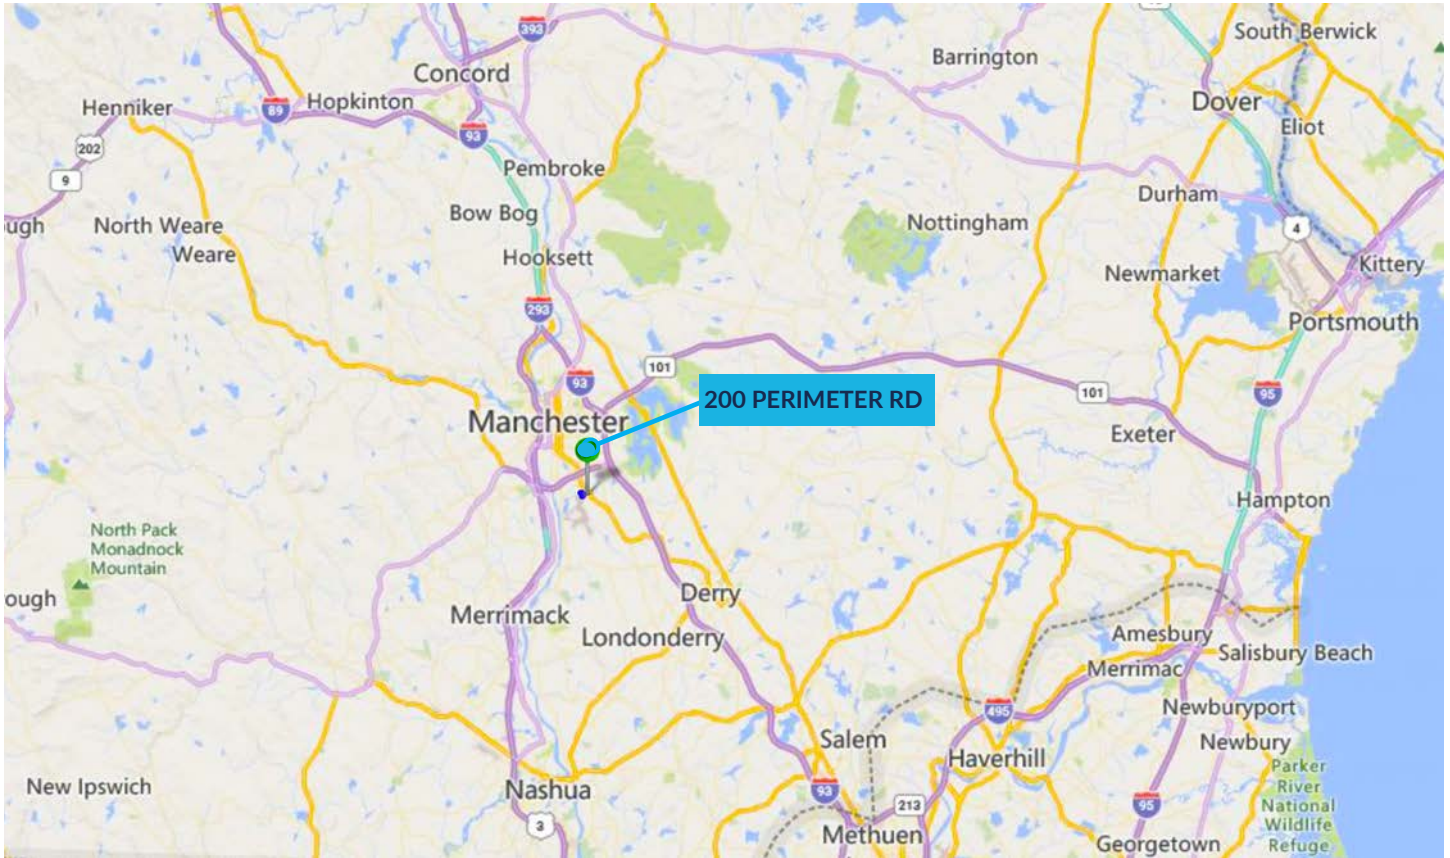 393
South Berwick
Barrington
Concord
Dover
Henniker
89
Hopkinton
93
Eliot
202
9
Pembroke
Durham
Bow Bog
ough
North Weare
Nottingham
4
Weare
Hooksett
Newmarket
Kittery
293
Portsmouth
101
93
101
95
200 PERIMETER RD
Manchester
Exeter
Hampton
North Pack
Monadnock
Mountain
ough
Derry
Merrimack
Londonderry
Amesbury
Salisbury Beach
Merrimac
495
Newburyport
Salem
Newbury
Haverhill
Parker
River
National
Wildlife
Refuge
New Ipswich
Nashua
93
213
95
3
Methuen
Georgetown